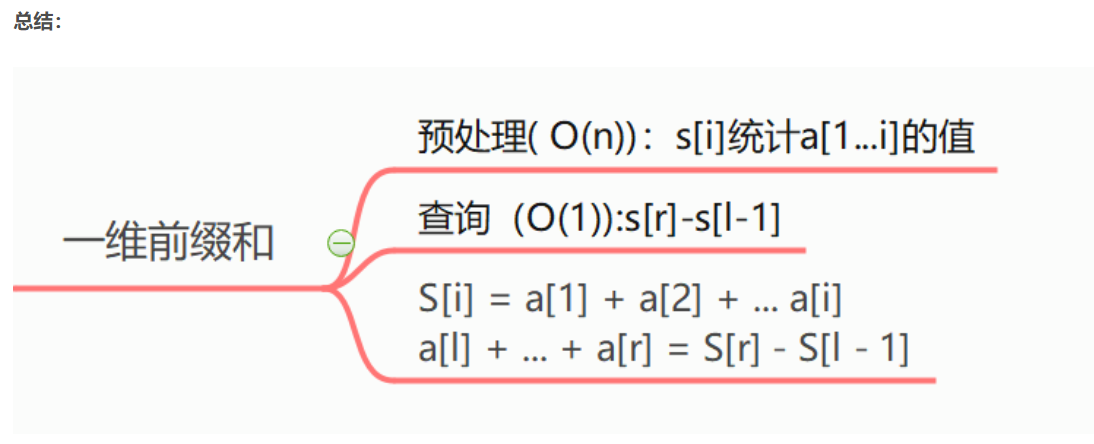 总结：
一维前缀和
预处理( O(n))：s[i]统计a[1...i]的值
查询（O(1)):s[r]-s[l-1]
S[i] = a[1] + a[2] + ... a[i]
a[l] + ... + a[r] = S[r] - S[l - 1]